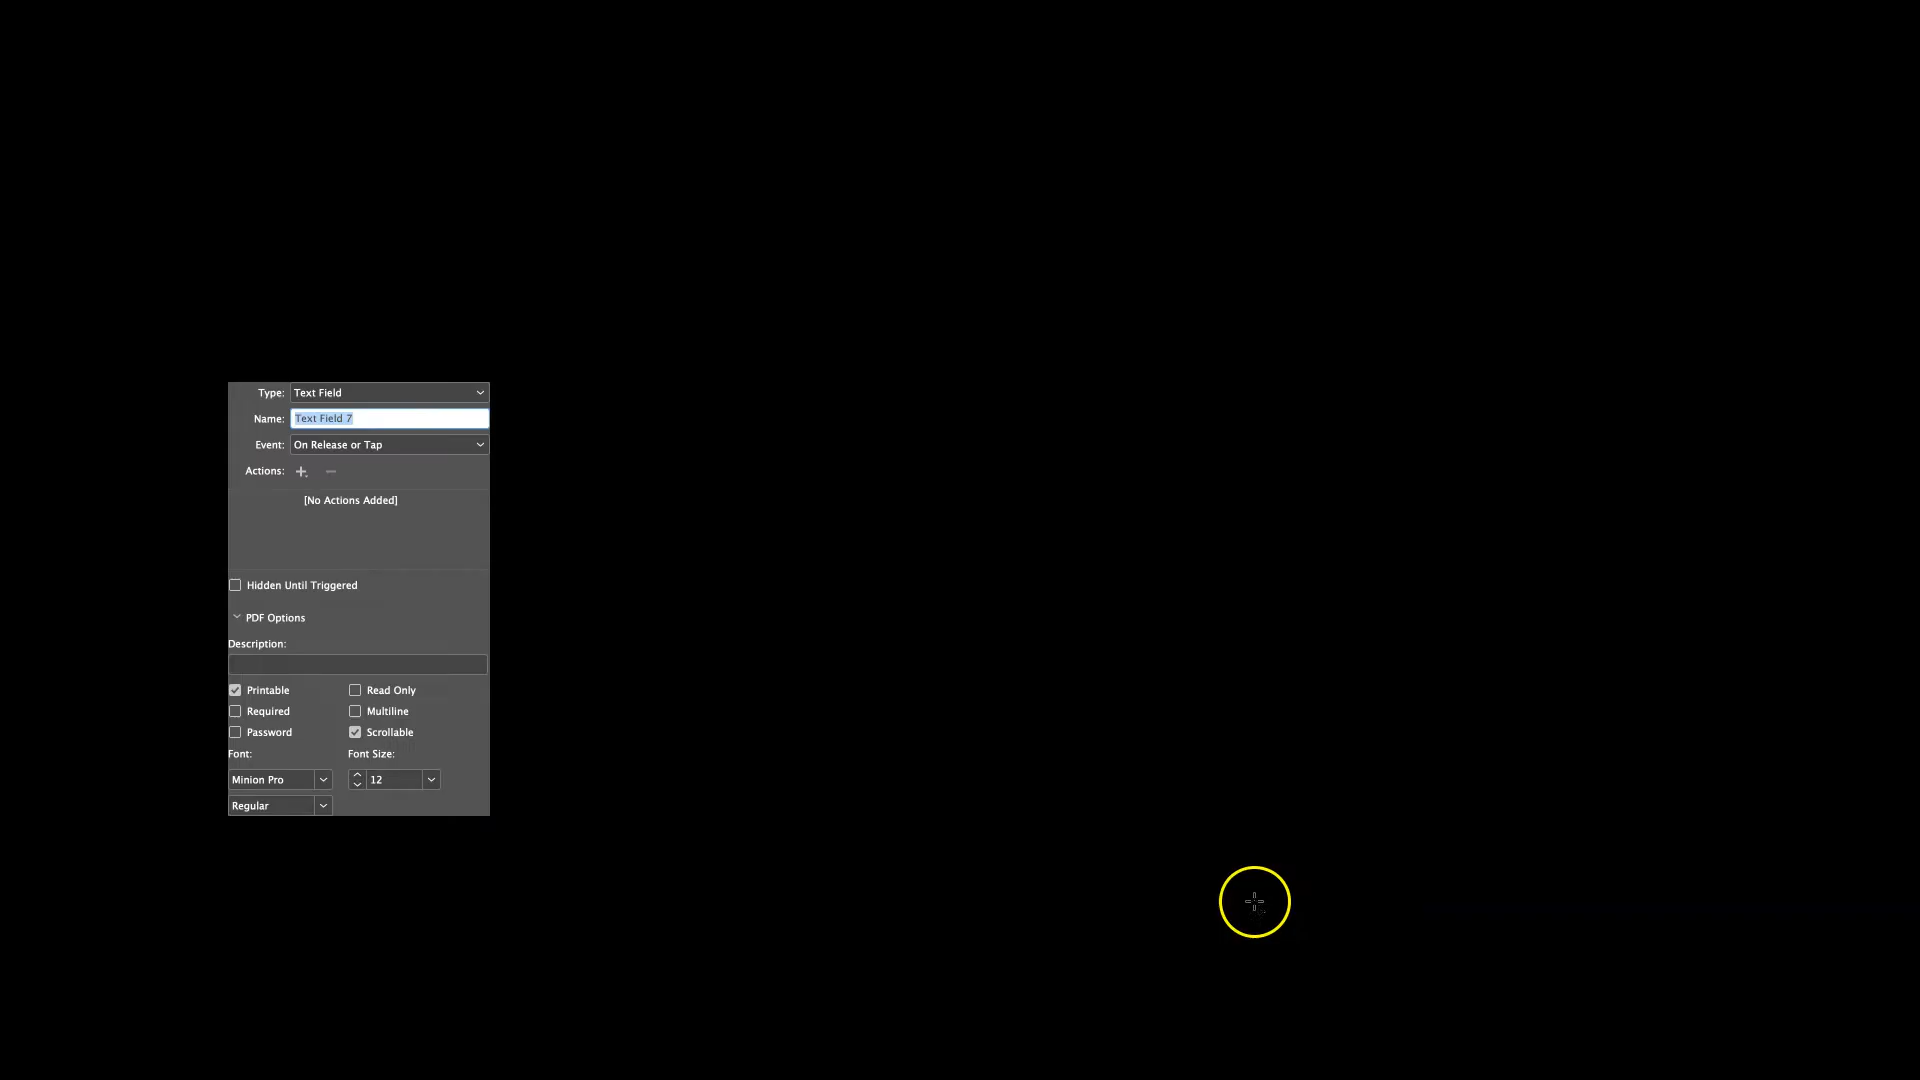 Type: Text Field
Name: Text Field 7
Event: On Release or Tap
Actions:
[No Actions Added]
Hidden Until Triggered
PDF Options
Description:
Printable Read Only
Required Multiline
Password Scrollable
Font: Font Size:
Minion Pro 12
Regular